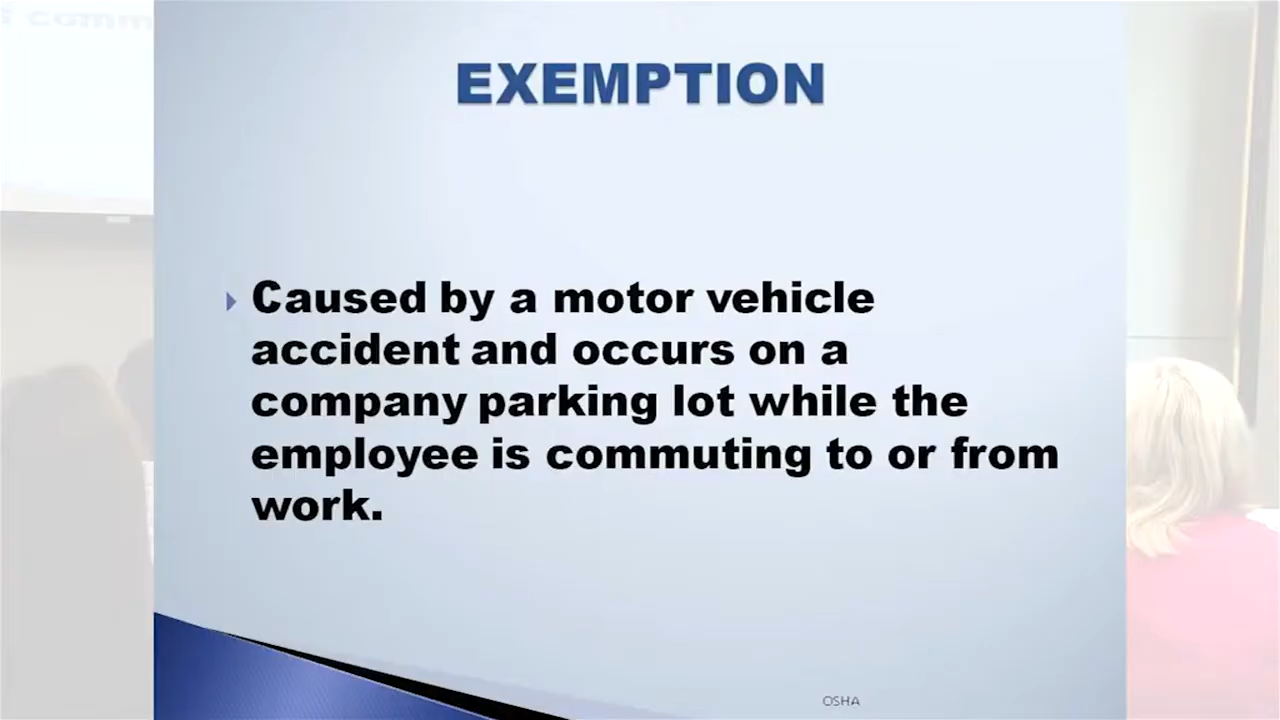 EXEMPTION
Caused by a motor vehicle
accident and occurs on a
company parking lot while the
employee is commuting to or from
work.
OSHA